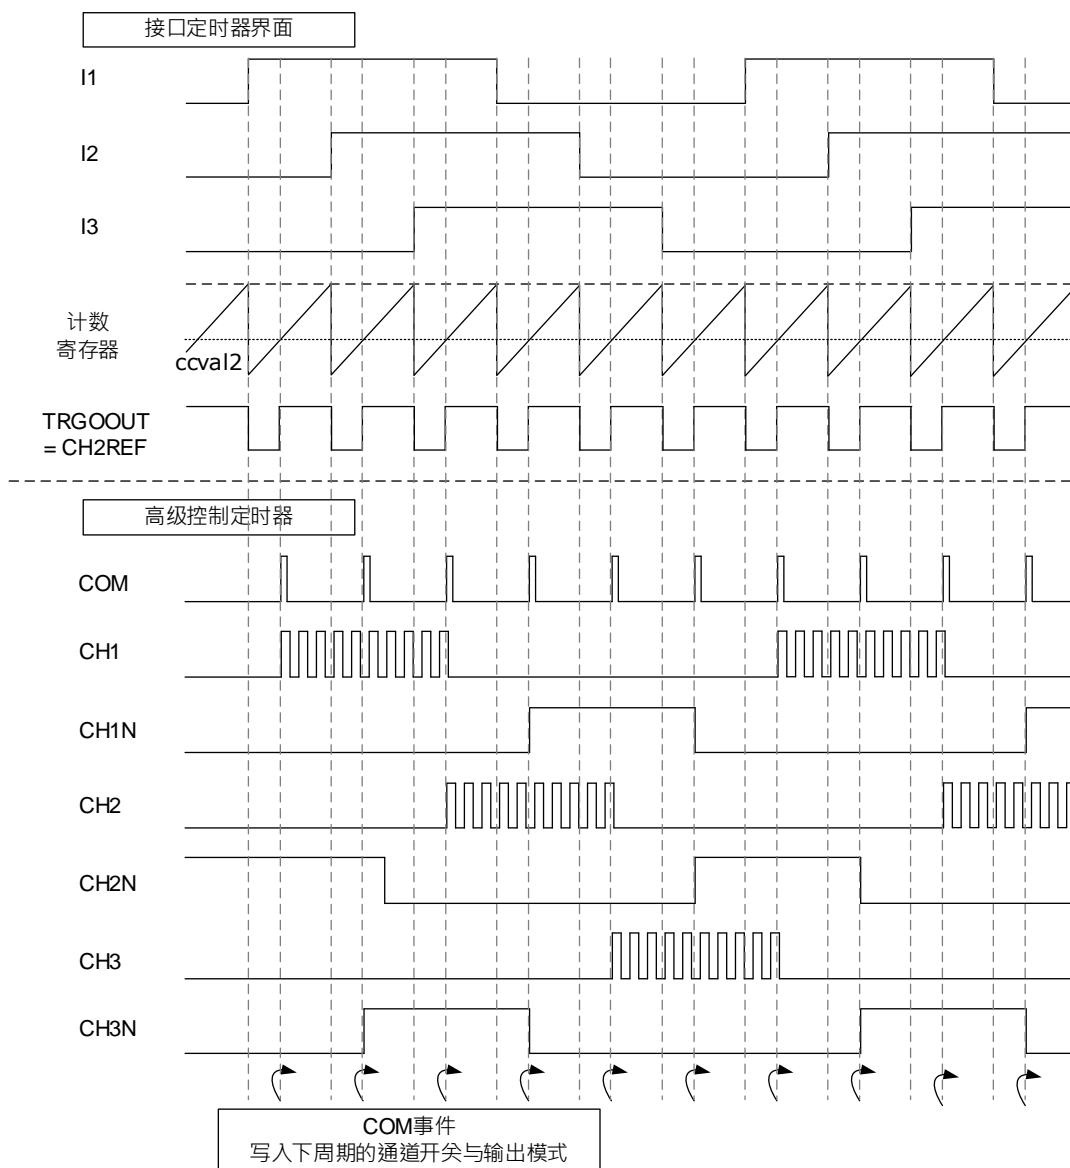 接口定时器界面
I1
I2
I3
计数
寄存器
ccval2
TRGOOUT
= CH2REF
高级控制定时器
COM
CH1
CH1N
CH2
CH2N
CH3
CH3N
COM事件
写入下周期的通道开关与输出模式